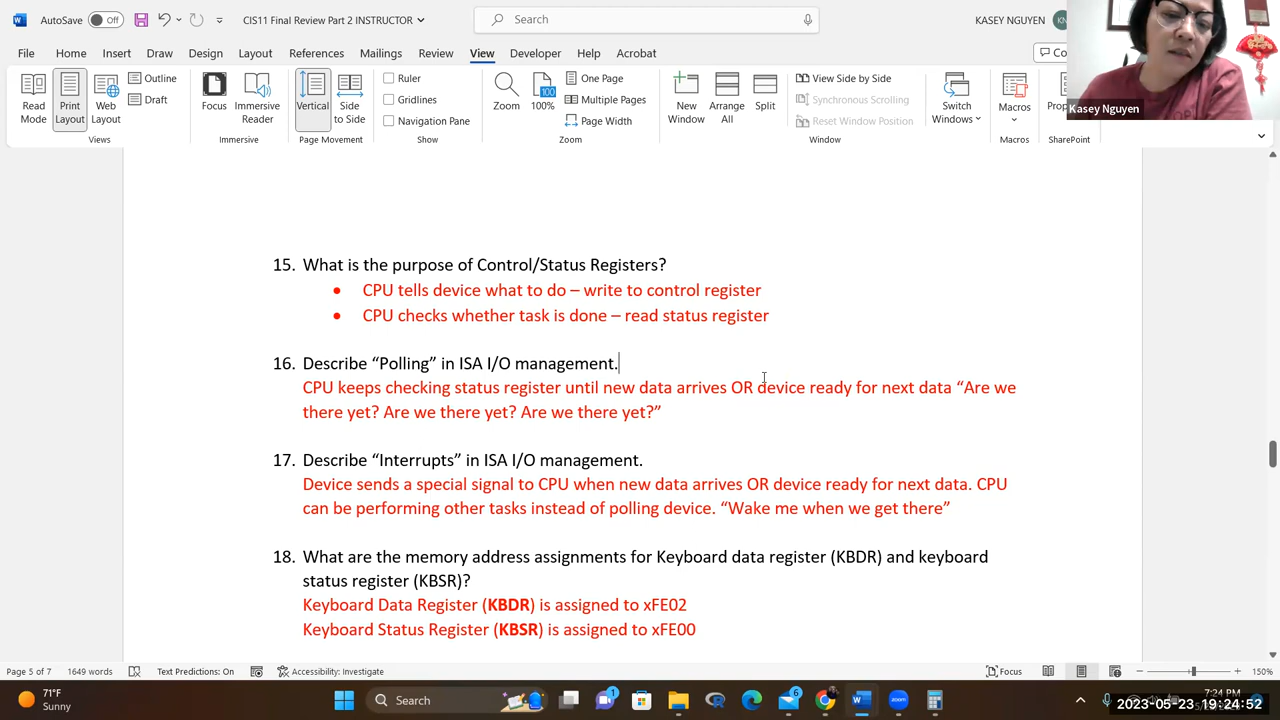 AutoSave Off CIS11 Final Review Part 2 INSTRUCTOR Search KASEY NGUYEN
File Home Insert Draw Design Layout References Mailings Review View Developer Help Acrobat
Read Mode
Print Layout
Web Layout
Outline
Draft
Views
Focus
Immersive Reader
Immersive
Vertical
Side to Side
Page Movement
Ruler
Gridlines
Navigation Pane
Show
Zoom
100
100%
One Page
Multiple Pages
Page Width
Zoom
New Window
Arrange All
Split
View Side by Side
Synchronous Scrolling
Reset Window Position
Window
Switch Windows
Macros
Macros
SharePoint
Kasey Nguyen
15. What is the purpose of Control/Status Registers?
• CPU tells device what to do – write to control register
• CPU checks whether task is done – read status register
16. Describe “Polling” in ISA I/O management.
CPU keeps checking status register until new data arrives OR device ready for next data “Are we
there yet? Are we there yet? Are we there yet?”
17. Describe “Interrupts” in ISA I/O management.
Device sends a special signal to CPU when new data arrives OR device ready for next data. CPU
can be performing other tasks instead of polling device. “Wake me when we get there”
18. What are the memory address assignments for Keyboard data register (KBDR) and keyboard
status register (KBSR)?
Keyboard Data Register (KBDR) is assigned to xFE02
Keyboard Status Register (KBSR) is assigned to xFE00
Page 5 of 7 1649 words Text Predictions: On Accessibility: Investigate Focus 150%
71°F
Sunny
Search
1
6
zoom
7:24 PM
2023-05-23 19:24:52